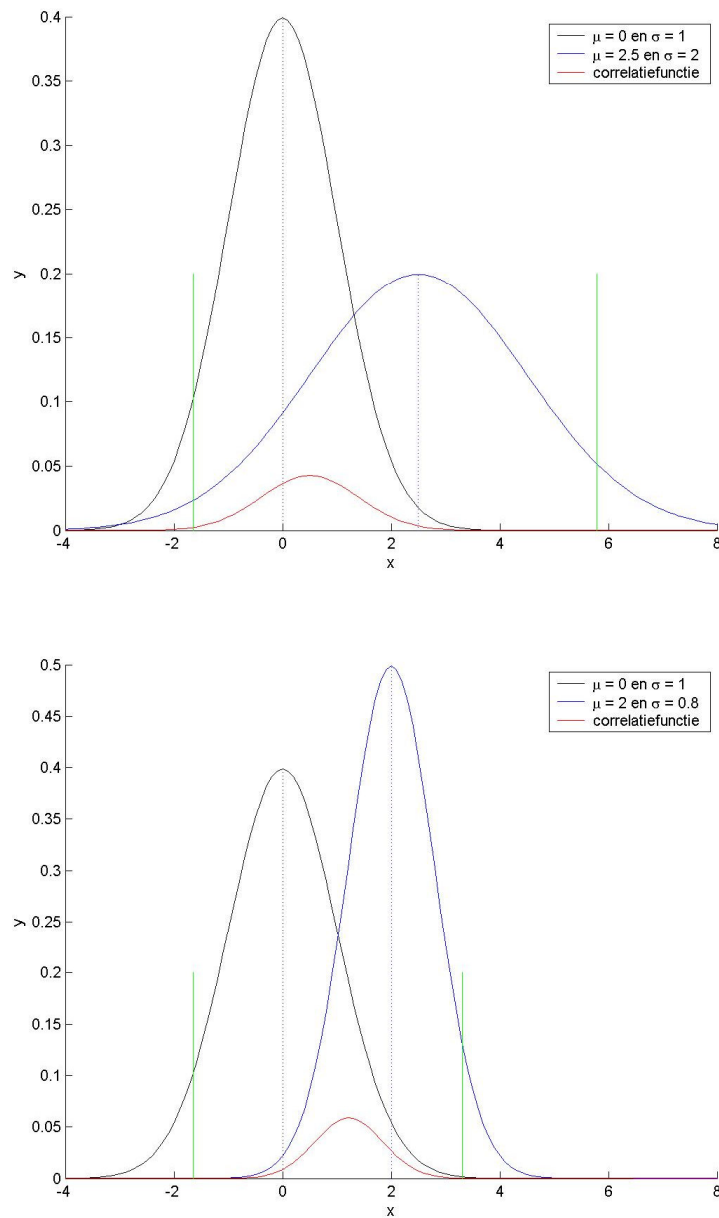 0.4
μ = 0 en σ = 1
μ = 2.5 en σ = 2
correlatiefunctie
0.35
0.3
0.25
y
0.2
0.15
0.1
0.05
0
-4 -2 0 2 4 6 8
x
0.5
μ = 0 en σ = 1
μ = 2 en σ = 0.8
correlatiefunctie
0.45
0.4
0.35
0.3
0.25
y
0.2
0.15
0.1
0.05
0
-4 -2 0 2 4 6 8
x